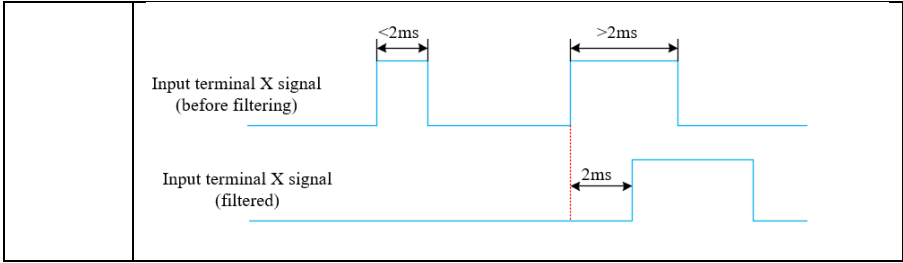 <2ms
>2ms
Input terminal X signal
(before filtering)
2ms
Input terminal X signal
(filtered)